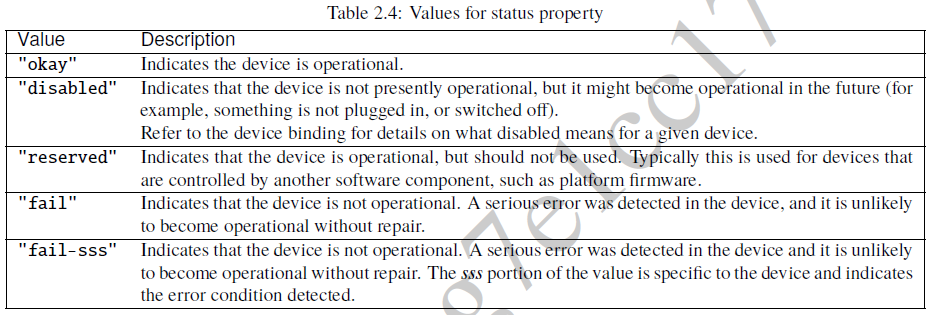 Table 2.4: Values for status property
Value Description
"okay" Indicates the device is operational.
"disabled" Indicates that the device is not presently operational, but it might become operational in the future (for
example, something is not plugged in, or switched off).
Refer to the device binding for details on what disabled means for a given device.
"reserved" Indicates that the device is operational, but should not be used. Typically this is used for devices that
are controlled by another software component, such as platform firmware.
"fail" Indicates that the device is not operational. A serious error was detected in the device, and it is unlikely
to become operational without repair.
"fail-sss" Indicates that the device is not operational. A serious error was detected in the device and it is unlikely
to become operational without repair. The sss portion of the value is specific to the device and indicates
the error condition detected.